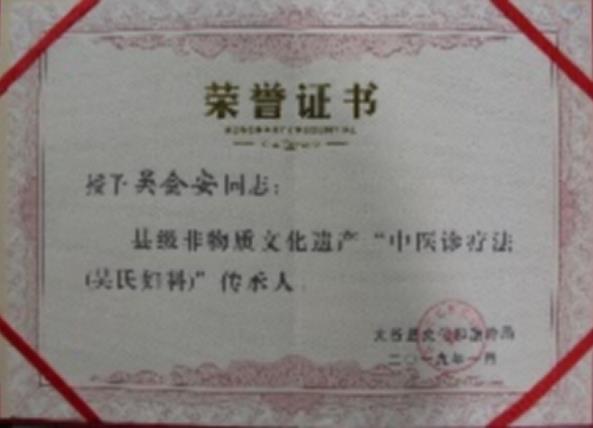 荣誉证书
授予吴会安同志：
县级非物质文化遗产“中医诊疗法
(吴氏妇科)”传承人
二〇一九年一月